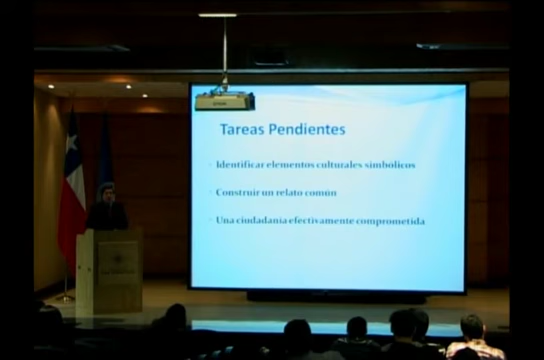 Tareas Pendientes
Identificar elementos culturales simbólicos
Construir un relato común
Una ciudadanía efectivamente comprometida